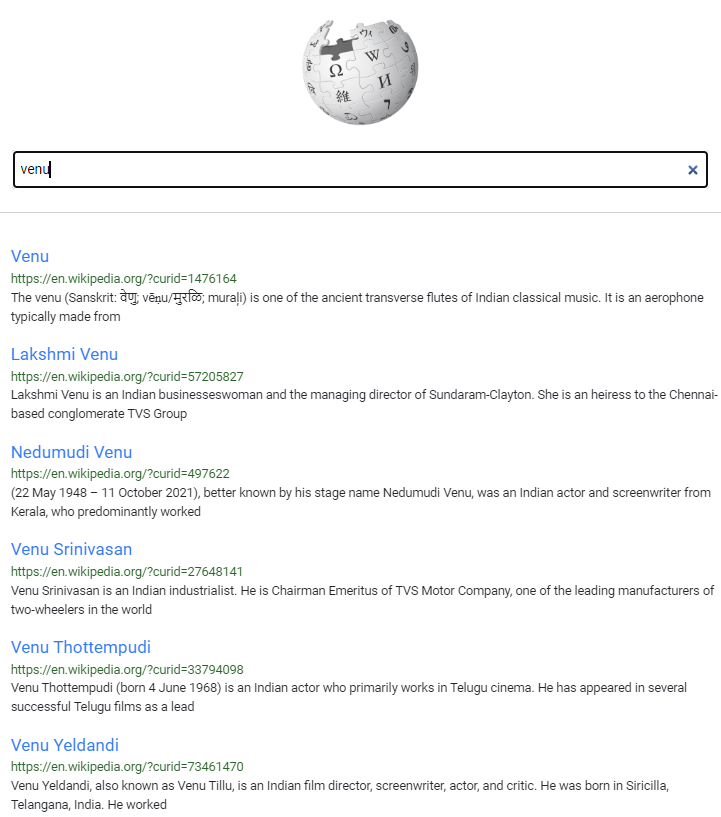 Ω W И 維 7
venu
Venu
https://en.wikipedia.org/?curid=1476164
The venu (Sanskrit: वेणु; vēṇu/मुरळि; muraḷi) is one of the ancient transverse flutes of Indian classical music. It is an aerophone
typically made from
Lakshmi Venu
https://en.wikipedia.org/?curid=57205827
Lakshmi Venu is an Indian businesseswoman and the managing director of Sundaram-Clayton. She is an heiress to the Chennai-
based conglomerate TVS Group
Nedumudi Venu
https://en.wikipedia.org/?curid=497622
(22 May 1948 – 11 October 2021), better known by his stage name Nedumudi Venu, was an Indian actor and screenwriter from
Kerala, who predominantly worked
Venu Srinivasan
https://en.wikipedia.org/?curid=27648141
Venu Srinivasan is an Indian industrialist. He is Chairman Emeritus of TVS Motor Company, one of the leading manufacturers of
two-wheelers in the world
Venu Thottempudi
https://en.wikipedia.org/?curid=33794098
Venu Thottempudi (born 4 June 1968) is an Indian actor who primarily works in Telugu cinema. He has appeared in several
successful Telugu films as a lead
Venu Yeldandi
https://en.wikipedia.org/?curid=73461470
Venu Yeldandi, also known as Venu Tillu, is an Indian film director, screenwriter, actor, and critic. He was born in Siricilla,
Telangana, India. He worked